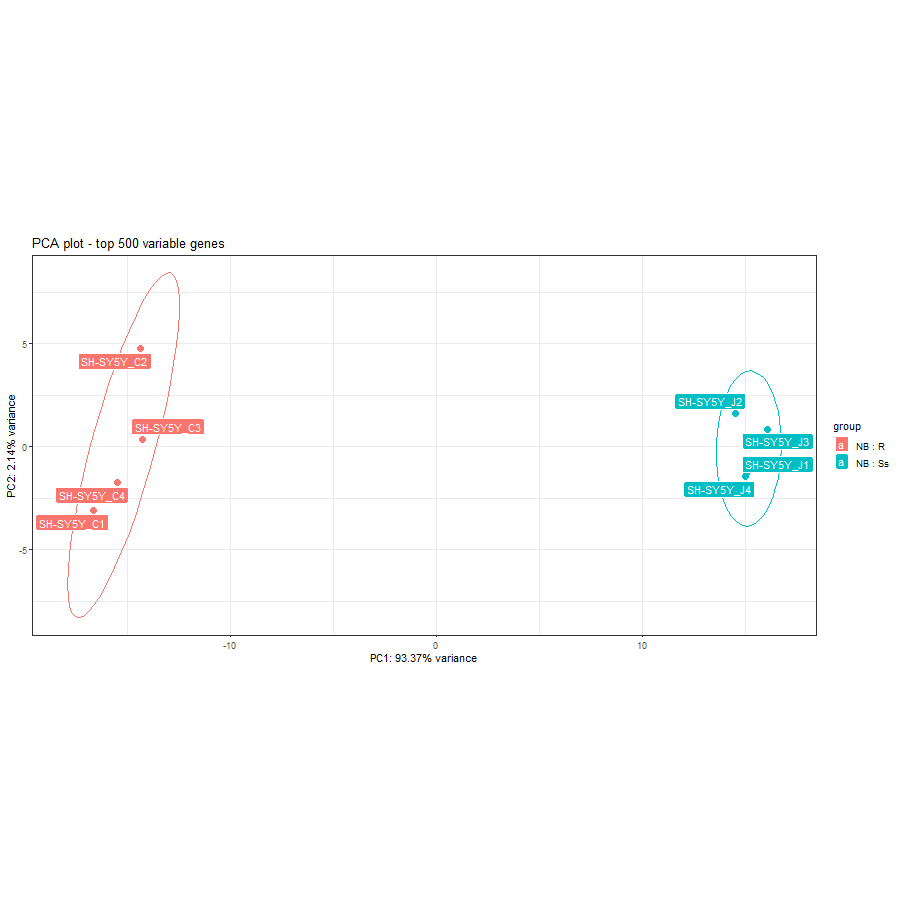 PCA plot - top 500 variable genes
5
0
-5
PC2: 2.14% variance
SH-SY5Y_C2
SH-SY5Y_C3
SH-SY5Y_C4
SH-SY5Y_C1
SH-SY5Y_J2
SH-SY5Y_J3
SH-SY5Y_J1
SH-SY5Y_J4
-10
0
10
PC1: 93.37% variance
group
a NB : R
a NB : Ss